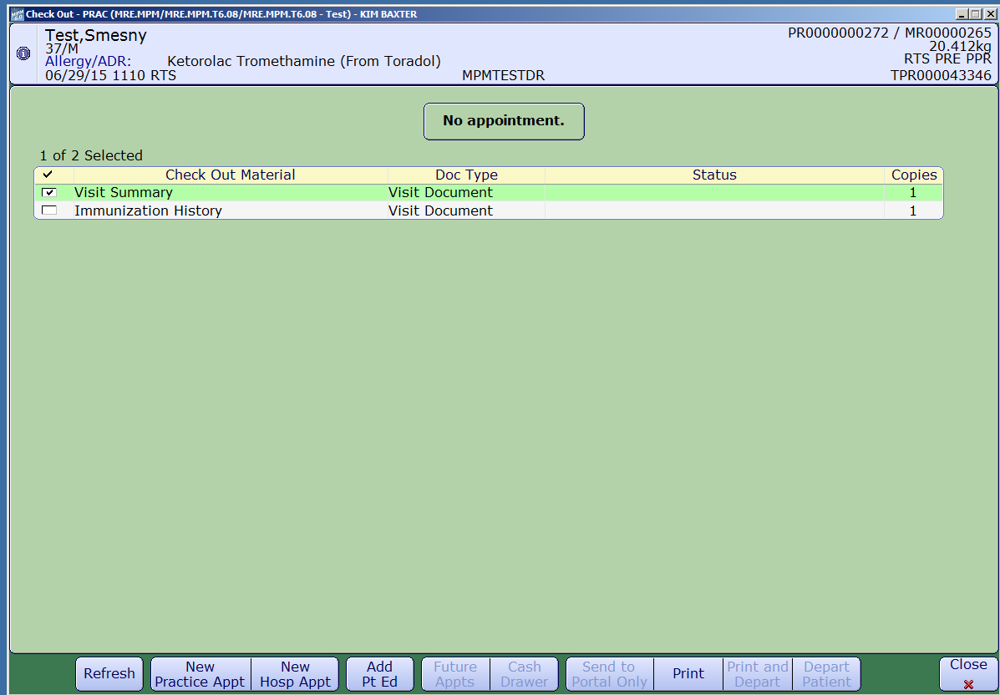 Check Out - PRAC (MRE.MPM/MRE.MPM.T6.08/MRE.MPM.T6.08 - Test) - KIM BAXTER
Test,Smesny
PR0000000272 / MR00000265
37/M
20.412kg
Allergy/ADR: Ketorolac Tromethamine (From Toradol)
RTS PRE PPR
06/29/15 1110 RTS MPMTESTDR TPR000043346
No appointment.
1 of 2 Selected
Check Out Material Doc Type Status Copies
Visit Summary Visit Document 1
Immunization History Visit Document 1
Refresh
New
Practice Appt
New
Hosp Appt
Add
Pt Ed
Future
Appts
Cash
Drawer
Send to
Portal Only
Print
Print and
Depart
Depart
Patient
Close